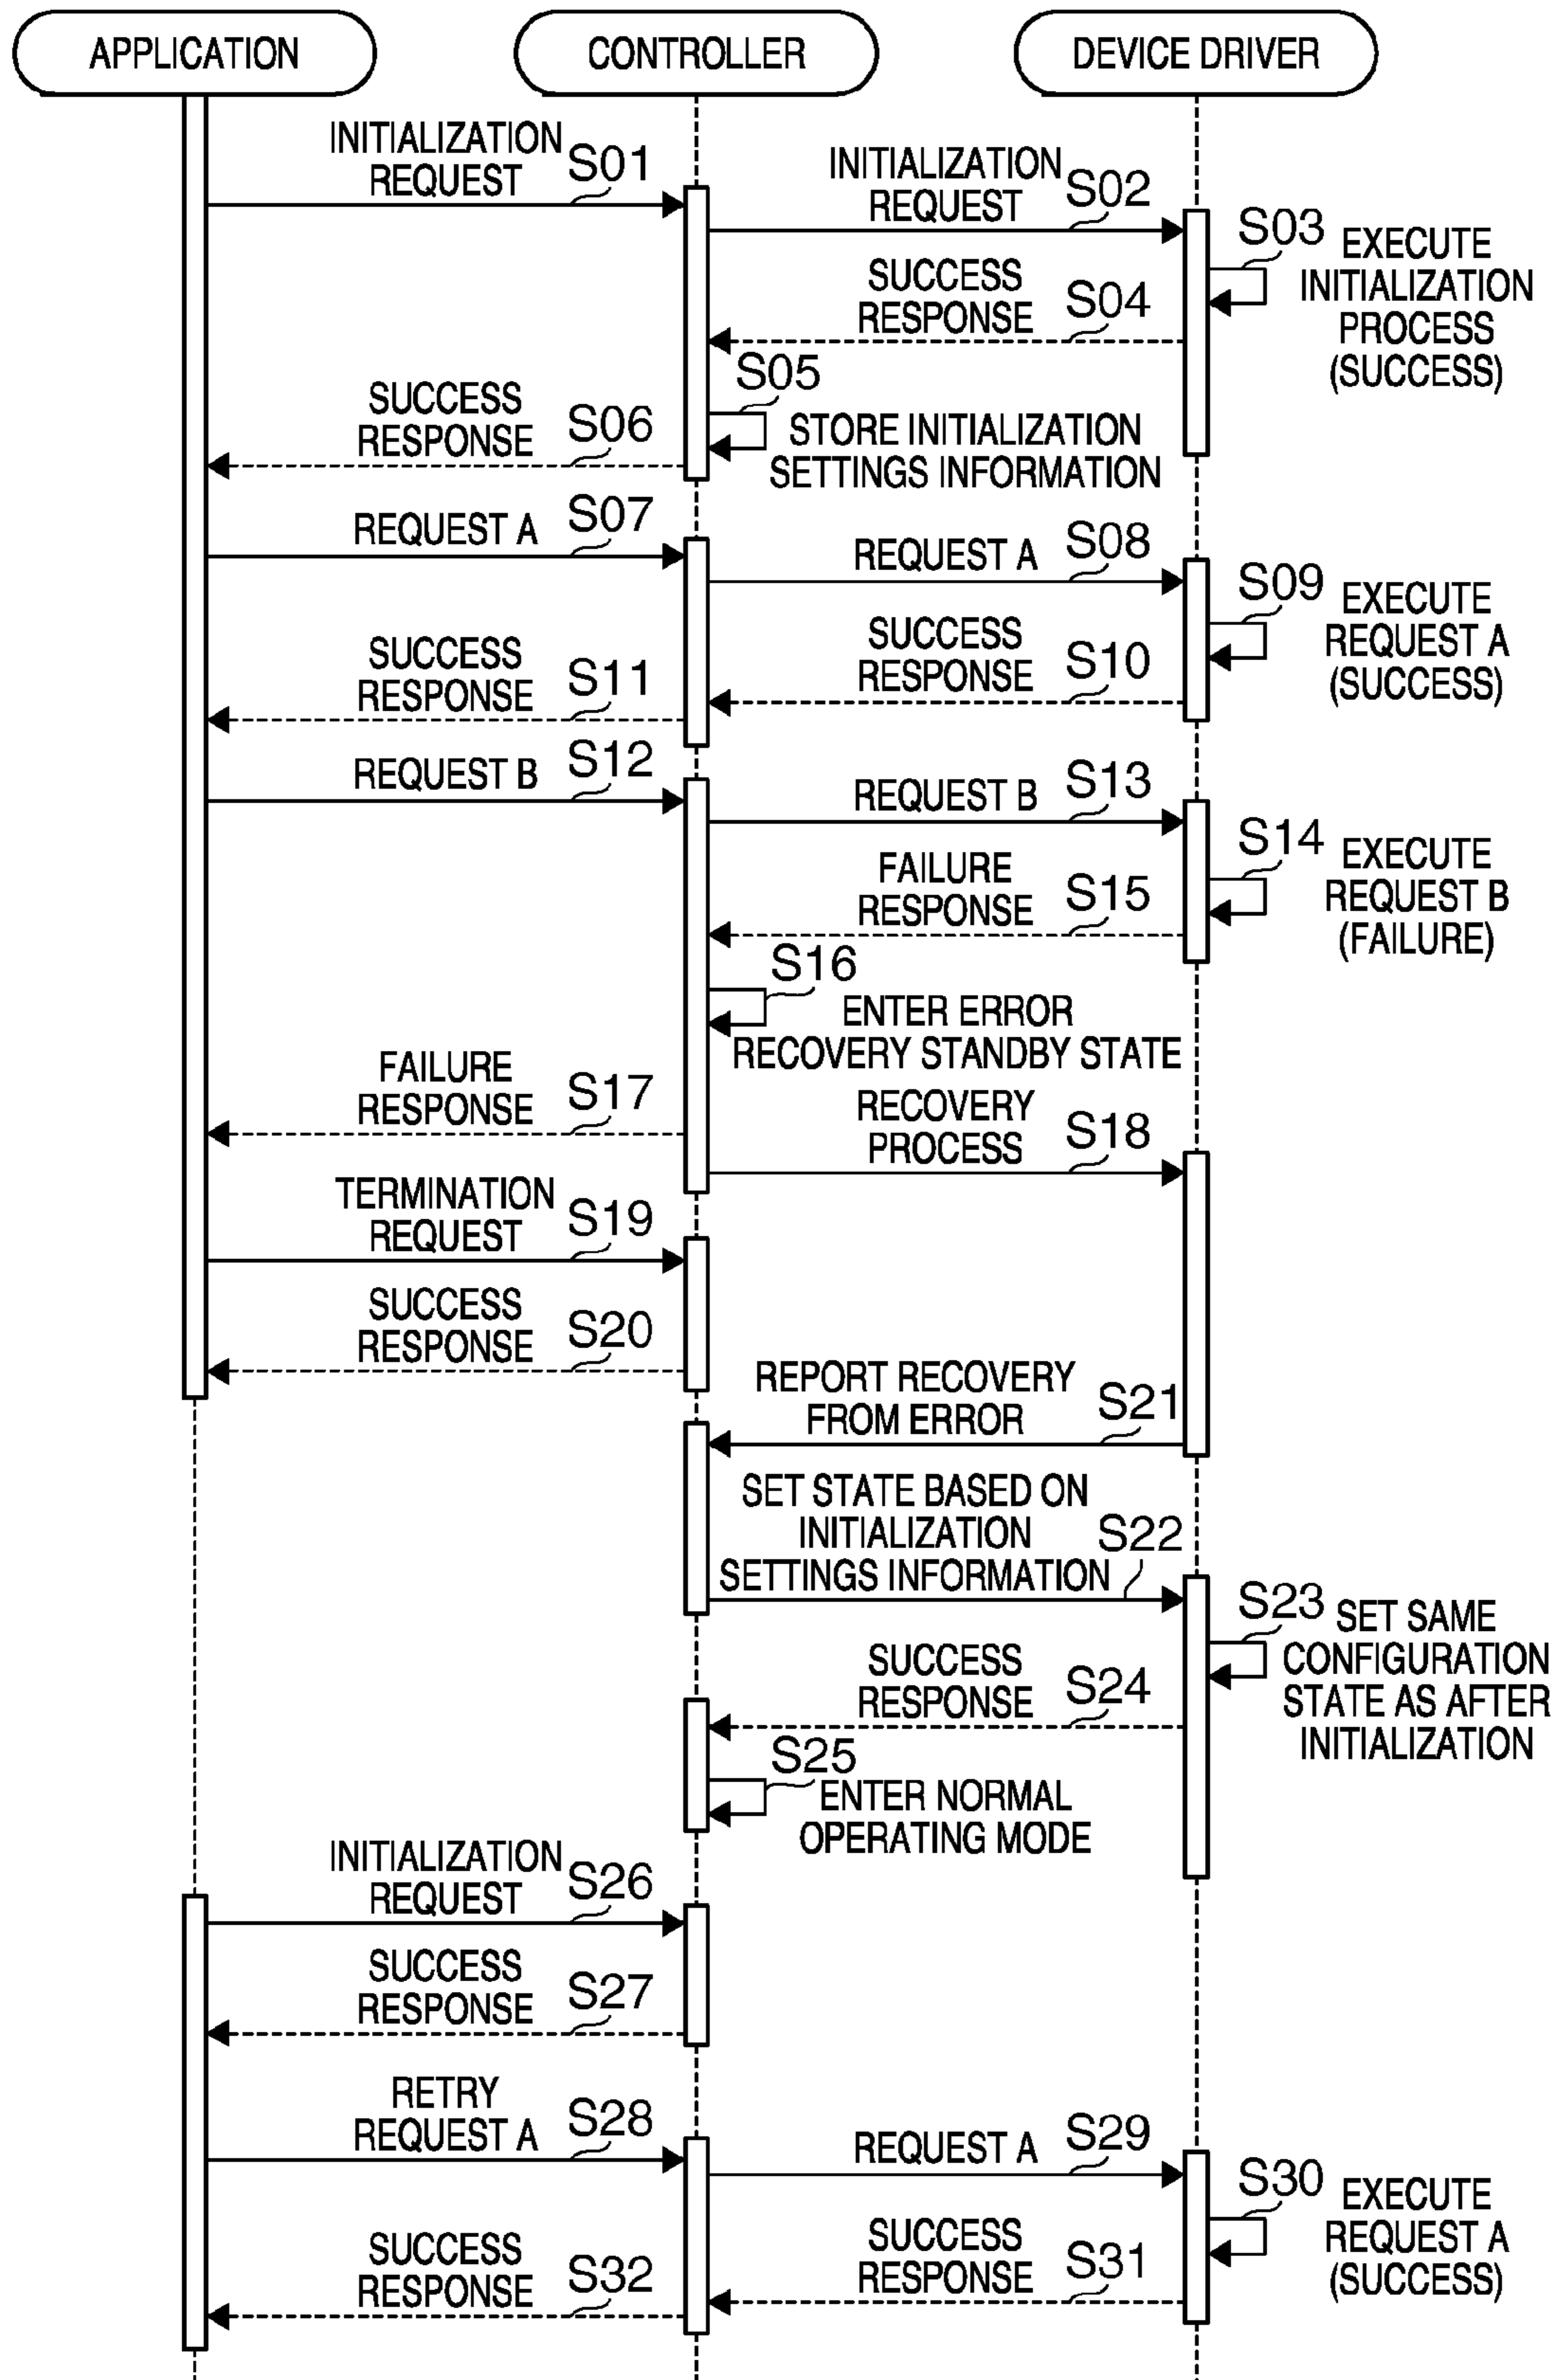 APPLICATION
CONTROLLER
DEVICE DRIVER
INITIALIZATION
REQUEST
S01
INITIALIZATION
REQUEST
S02
S03
EXECUTE
INITIALIZATION
PROCESS
(SUCCESS)
SUCCESS
RESPONSE
S04
S05
STORE INITIALIZATION
SETTINGS INFORMATION
SUCCESS
RESPONSE
S06
REQUEST A
S07
REQUEST A
S08
S09
EXECUTE
REQUEST A
(SUCCESS)
SUCCESS
RESPONSE
S10
SUCCESS
RESPONSE
S11
REQUEST B
S12
REQUEST B
S13
S14
EXECUTE
REQUEST B
(FAILURE)
FAILURE
RESPONSE
S15
S16
ENTER ERROR
RECOVERY STANDBY STATE
FAILURE
RESPONSE
S17
RECOVERY
PROCESS
S18
TERMINATION
REQUEST
S19
SUCCESS
RESPONSE
S20
REPORT RECOVERY
FROM ERROR
S21
SET STATE BASED ON
INITIALIZATION
SETTINGS INFORMATION
S22
S23
SET SAME
CONFIGURATION
STATE AS AFTER
INITIALIZATION
SUCCESS
RESPONSE
S24
S25
ENTER NORMAL
OPERATING MODE
INITIALIZATION
REQUEST
S26
SUCCESS
RESPONSE
S27
RETRY
REQUEST A
S28
REQUEST A
S29
S30
EXECUTE
REQUEST A
(SUCCESS)
SUCCESS
RESPONSE
S31
SUCCESS
RESPONSE
S32